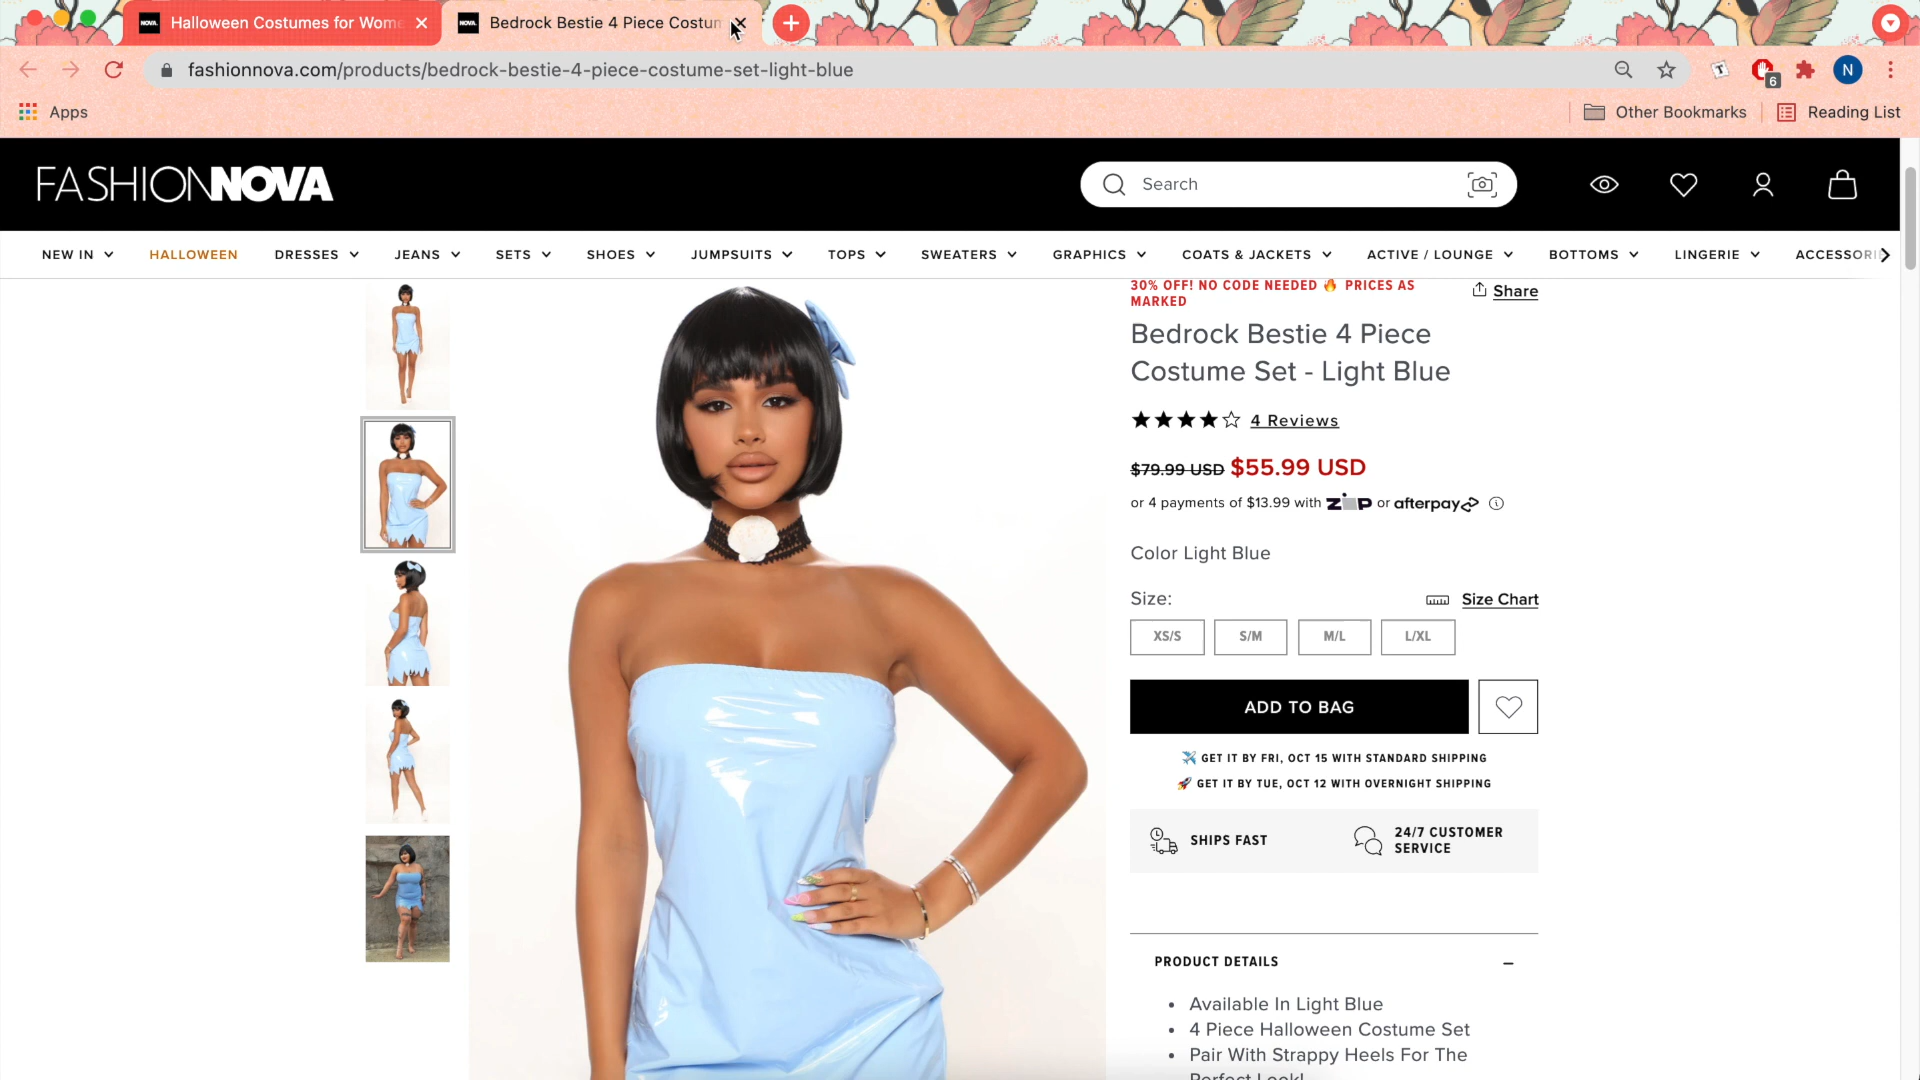 NOVA Halloween Costumes for Wome
NOVA Bedrock Bestie 4 Piece Costum
fashionnova.com/products/bedrock-bestie-4-piece-costume-set-light-blue
T 6 N
Apps Other Bookmarks Reading List
FASHIONNOVA Search
NEW IN HALLOWEEN DRESSES JEANS SETS SHOES JUMPSUITS TOPS SWEATERS GRAPHICS COATS & JACKETS ACTIVE / LOUNGE BOTTOMS LINGERIE ACCESSORI
30% OFF! NO CODE NEEDED 🔥 PRICES AS
MARKED
Share
Bedrock Bestie 4 Piece
Costume Set - Light Blue
4 Reviews
$79.99 USD $55.99 USD
or 4 payments of $13.99 with ZIP or afterpay
Color Light Blue
Size: Size Chart
XS/S S/M M/L L/XL
ADD TO BAG
✈️ GET IT BY FRI, OCT 15 WITH STANDARD SHIPPING
🚀 GET IT BY TUE, OCT 12 WITH OVERNIGHT SHIPPING
SHIPS FAST
24/7 CUSTOMER
SERVICE
PRODUCT DETAILS –
• Available In Light Blue
• 4 Piece Halloween Costume Set
• Pair With Strappy Heels For The
Perfect Look!